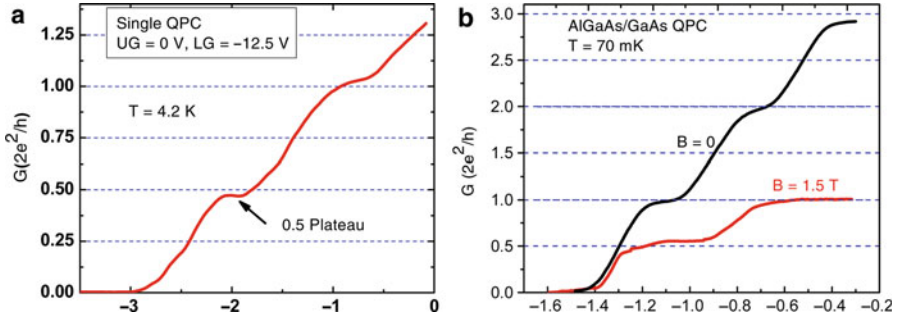 a
Single QPC
UG = 0 V, LG = −12.5 V
T = 4.2 K
0.5 Plateau
G(2e²/h)
1.25
1.00
0.75
0.50
0.25
0.00
−3 −2 −1 0
b
AlGaAs/GaAs QPC
T = 70 mK
B = 0
B = 1.5 T
G (2e²/h)
3.0
2.5
2.0
1.5
1.0
0.5
0.0
−1.6 −1.4 −1.2 −1.0 −0.8 −0.6 −0.4 −0.2